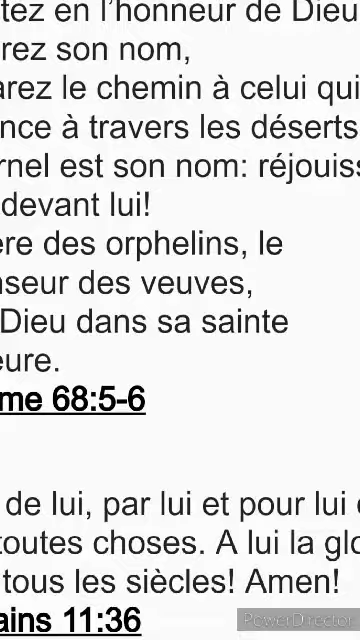 tez en l’honneur de Dieu
rez son nom,
arez le chemin à celui qui
nce à travers les déserts
rnel est son nom: réjouiss
devant lui!
ère des orphelins, le
nseur des veuves,
Dieu dans sa sainte
eure.
me 68:5-6
de lui, par lui et pour lui
toutes choses. A lui la glo
tous les siècles! Amen!
ains 11:36
PowerDirector